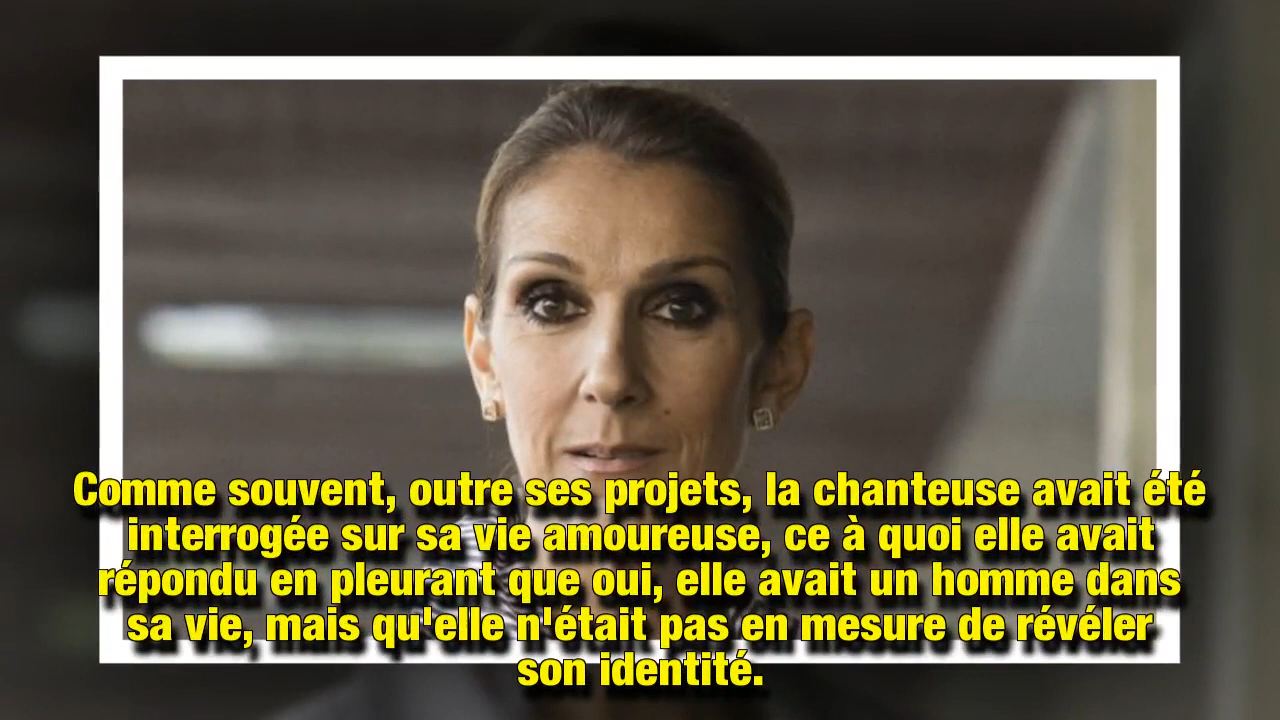 Comme souvent, outre ses projets, la chanteuse avait été
interrogée sur sa vie amoureuse, ce à quoi elle avait
répondu en pleurant que oui, elle avait un homme dans
sa vie, mais qu'elle n'était pas en mesure de révéler
son identité.